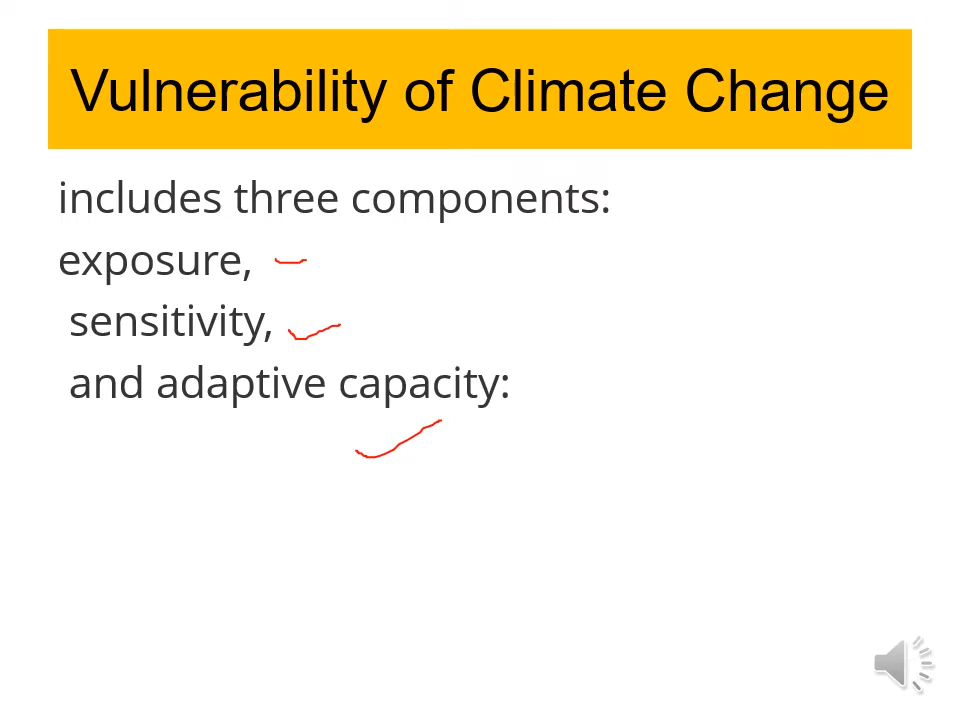 Vulnerability of Climate Change
includes three components:
exposure,
sensitivity,
and adaptive capacity: